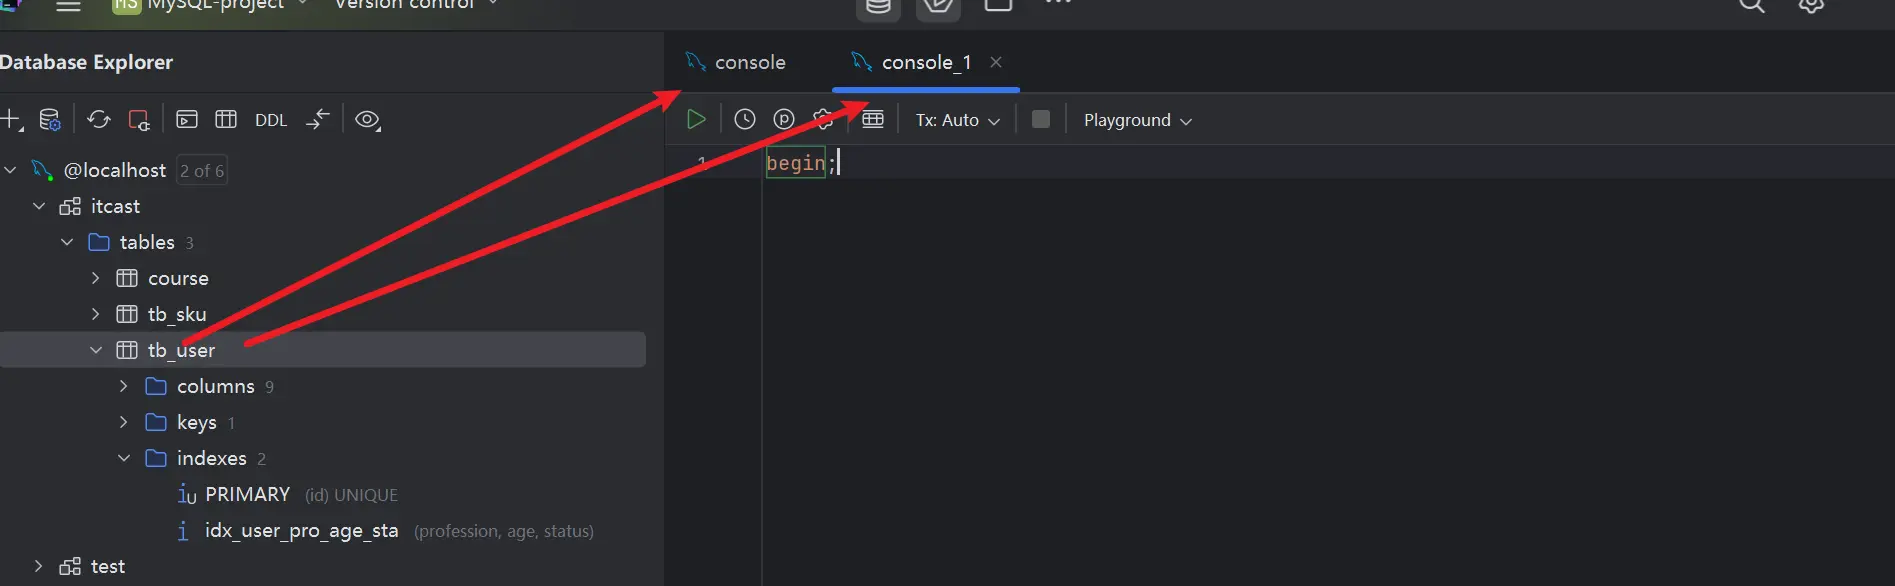 MS MySQL-project Version control
Database Explorer
console
console_1
DDL
Tx: Auto
Playground
@localhost 2 of 6
1 begin;
itcast
tables 3
course
tb_sku
tb_user
columns 9
keys 1
indexes 2
PRIMARY (id) UNIQUE
idx_user_pro_age_sta (profession, age, status)
test